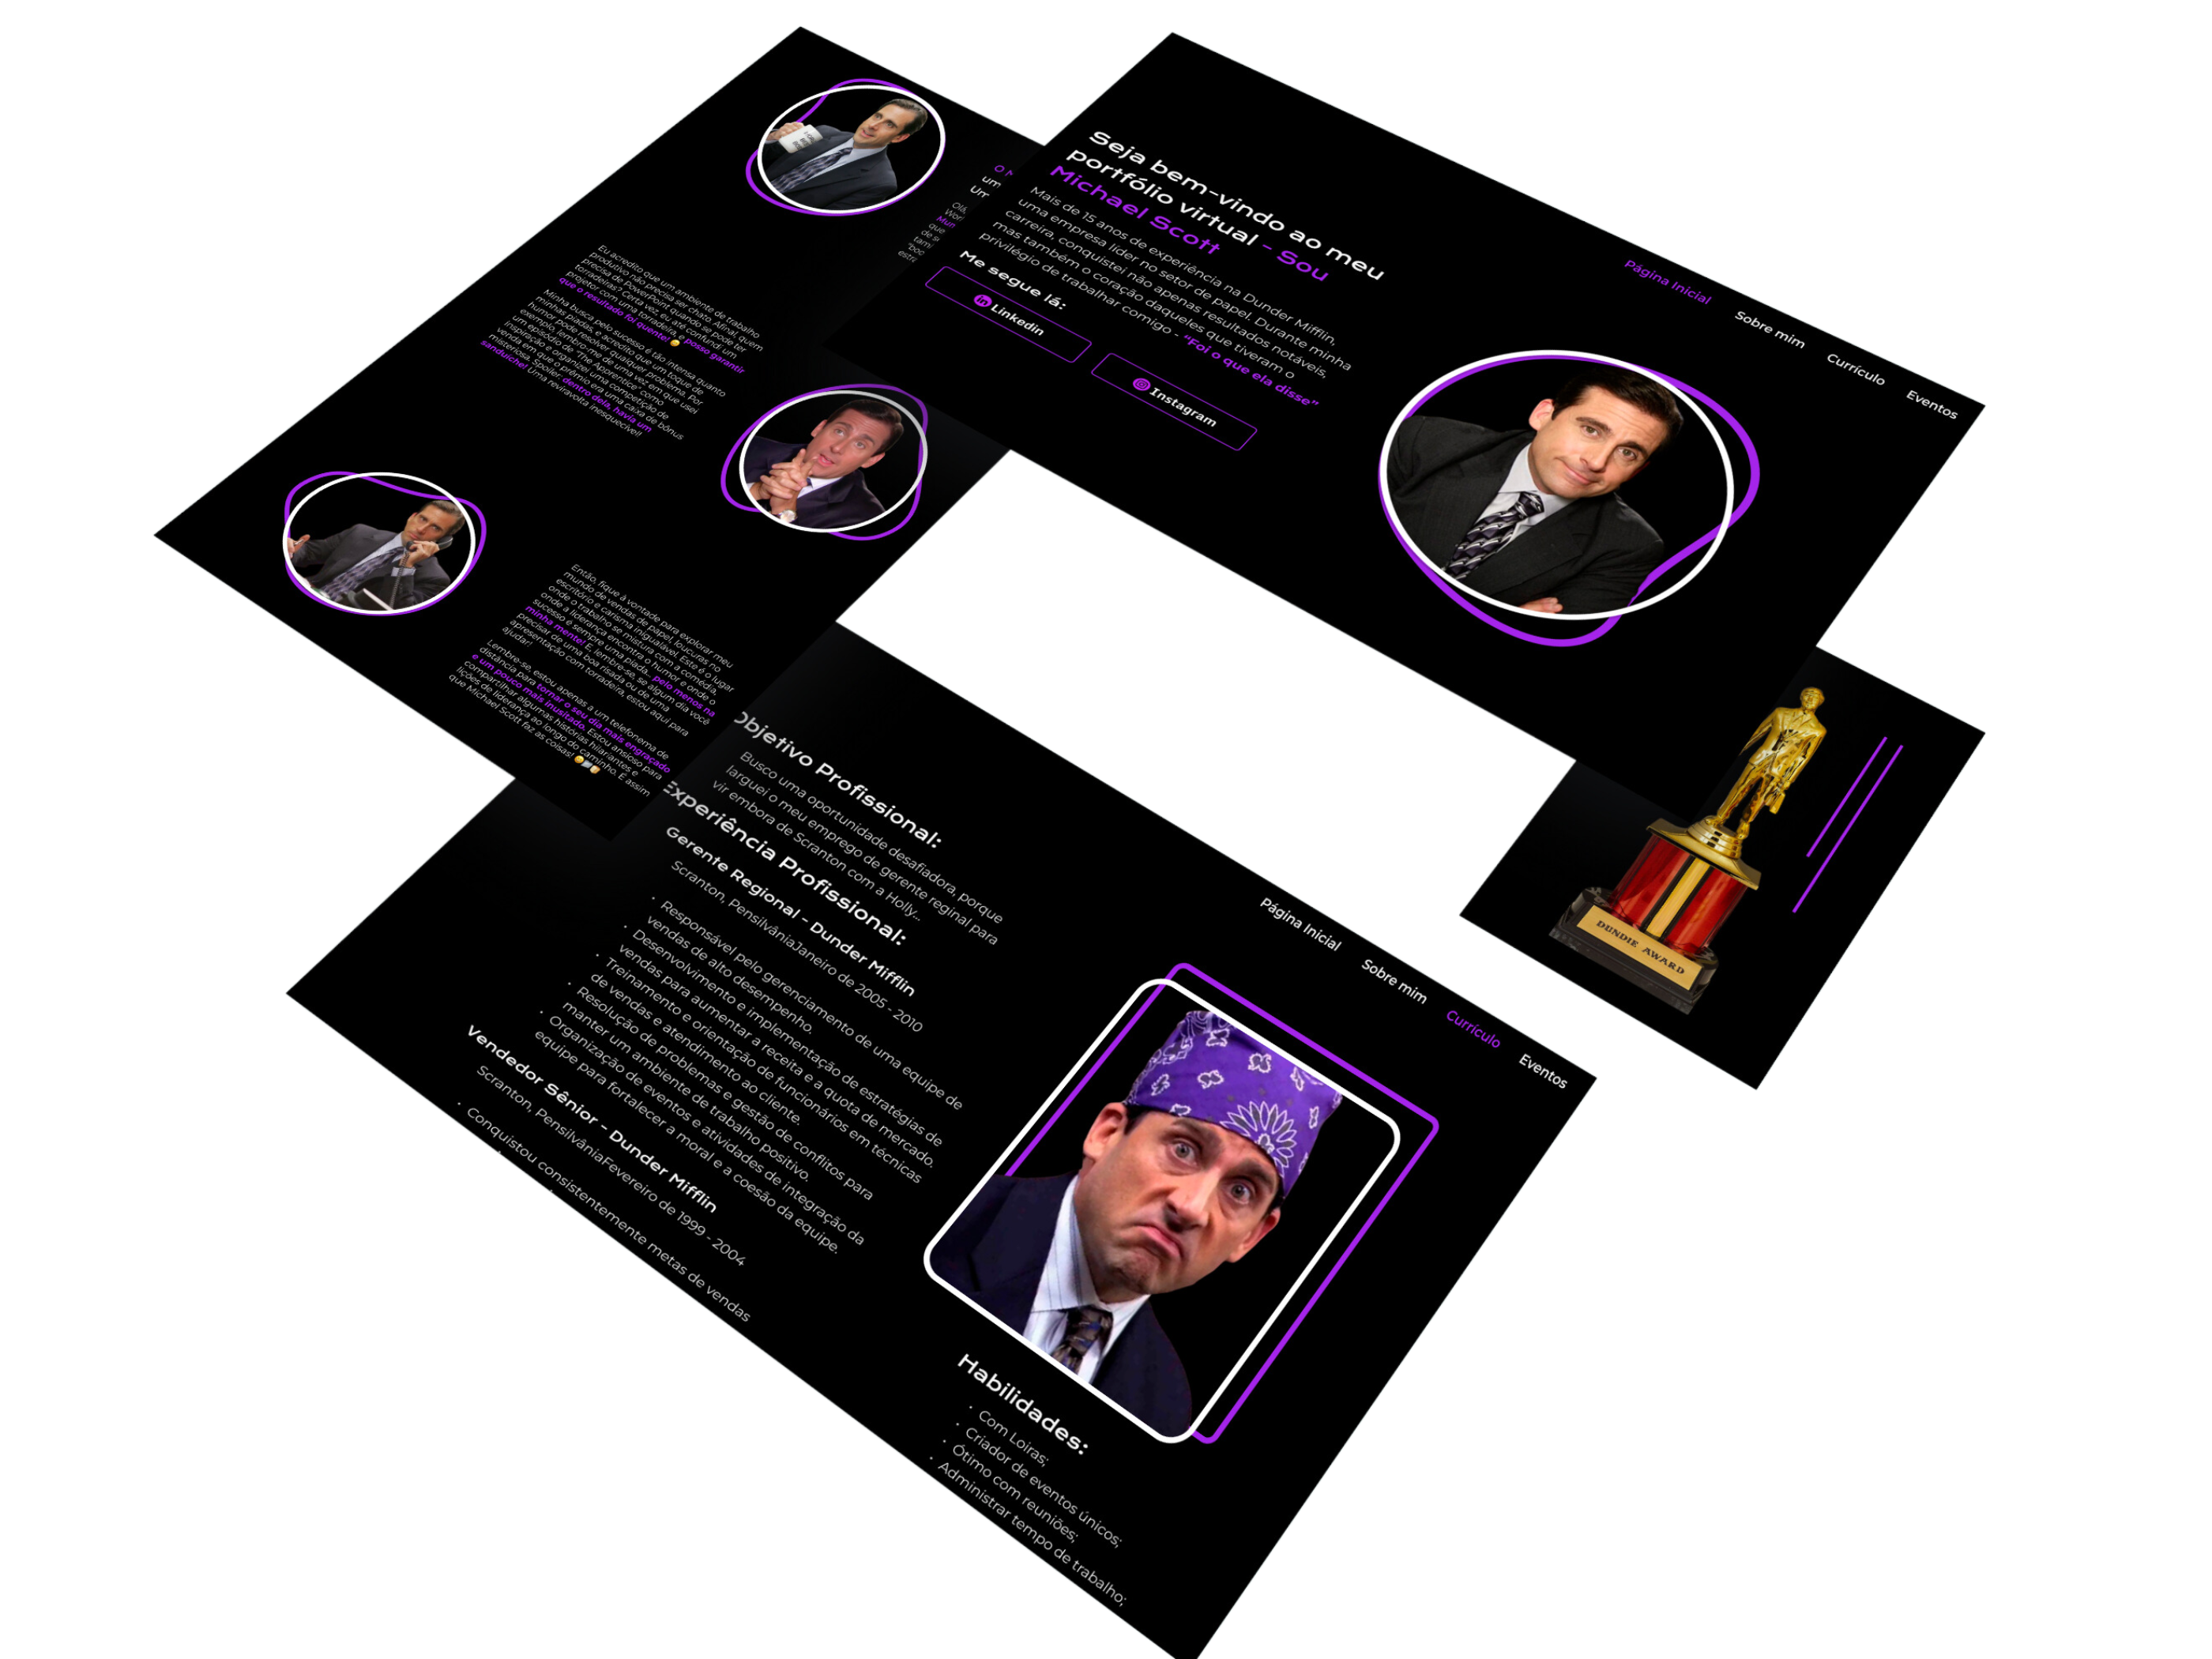 Seja bem-vindo ao meu
portfólio virtual - Sou
Michael Scott
Mais de 15 anos de experiência na Dunder Mifflin,
uma empresa líder no setor de papel. Durante minha
carreira, conquistei não apenas resultados notáveis,
mas também o coração daqueles que tiveram o
privilégio de trabalhar comigo - "Foi o que ela disse"
Me segue lá:
Linkedin
Instagram
Página Inicial
Sobre mim
Currículo
Eventos
Eu acredito que um ambiente de trabalho
produtivo não precisa ser chato. Afinal, quem
precisa de PowerPoint quando se pode ter
torradeiras? Certa vez, eu até confundi um
projetor com uma torradeira, e posso garantir
que o resultado foi quente! 😄
Minha busca pelo sucesso é tão intensa quanto
minhas piadas, e acredito que um toque de
humor pode resolver qualquer problema. Por
exemplo, lembro-me de uma vez em que usei
um episódio de "The Apprentice" como
inspiração e organizei uma competição de
venda em que o prêmio era uma caixa de bônus
misteriosa. Spoiler: dentro dela, havia um
sanduíche! Uma reviravolta inesquecível!
Então, fique à vontade para explorar meu
mundo de vendas de papel, loucuras no
escritório e carisma inigualável. Este é o lugar
onde o trabalho se mistura com a comédia,
onde a liderança encontra o humor e onde o
sucesso é sempre uma piada... pelo menos na
minha mente! E, lembre-se, se algum dia você
precisar de uma boa risada ou de uma
apresentação com torradeira, estou aqui para
ajudar!
Lembre-se, estou apenas a um telefonema de
distância para tornar o seu dia mais engraçado
e um pouco mais inusitado. Estou ansioso para
compartilhar algumas histórias hilariantes e
lições de liderança ao longo do caminho. É assim
que Michael Scott faz as coisas!
Objetivo Profissional:
Busco uma oportunidade desafiadora, porque
larguei o meu emprego de gerente reginal para
vir embora de Scranton com a Holly...
Experiência Profissional:
Gerente Regional - Dunder Mifflin
Scranton, PensilvâniaJaneiro de 2005 - 2010
• Responsável pelo gerenciamento de uma equipe de
vendas de alto desempenho.
• Desenvolvimento e implementação de estratégias de
vendas para aumentar a receita e a quota de mercado.
• Treinamento e orientação de funcionários em técnicas
de vendas e atendimento ao cliente.
• Resolução de problemas e gestão de conflitos para
manter um ambiente de trabalho positivo.
• Organização de eventos e atividades de integração da
equipe para fortalecer a moral e a coesão da equipe.
Vendedor Sênior - Dunder Mifflin
Scranton, PensilvâniaFevereiro de 1999 - 2004
• Conquistou consistentemente metas de vendas
Página Inicial
Sobre mim
Currículo
Eventos
Habilidades:
• Com Loiras;
• Criador de eventos únicos;
• Ótimo com reuniões;
• Administrar tempo de trabalho;
DUNDIE AWARD